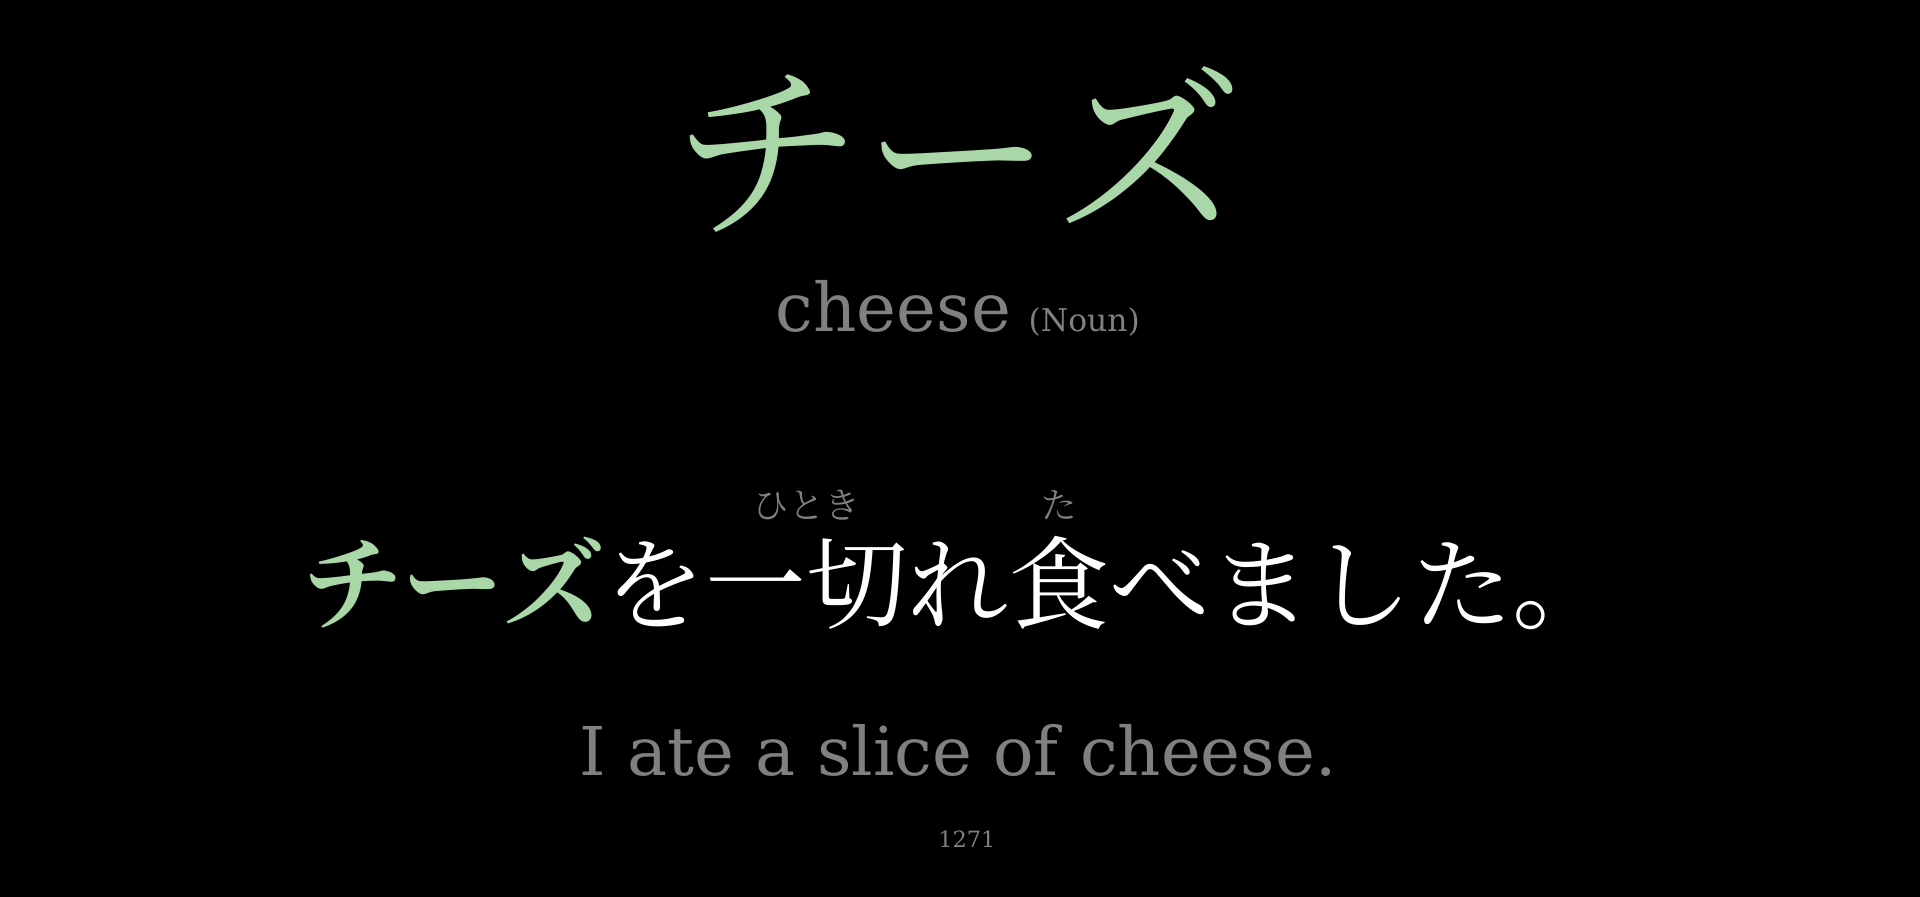 チーズ
cheese (Noun)
ひとき た
チーズを一切れ食べました。
I ate a slice of cheese.
1271